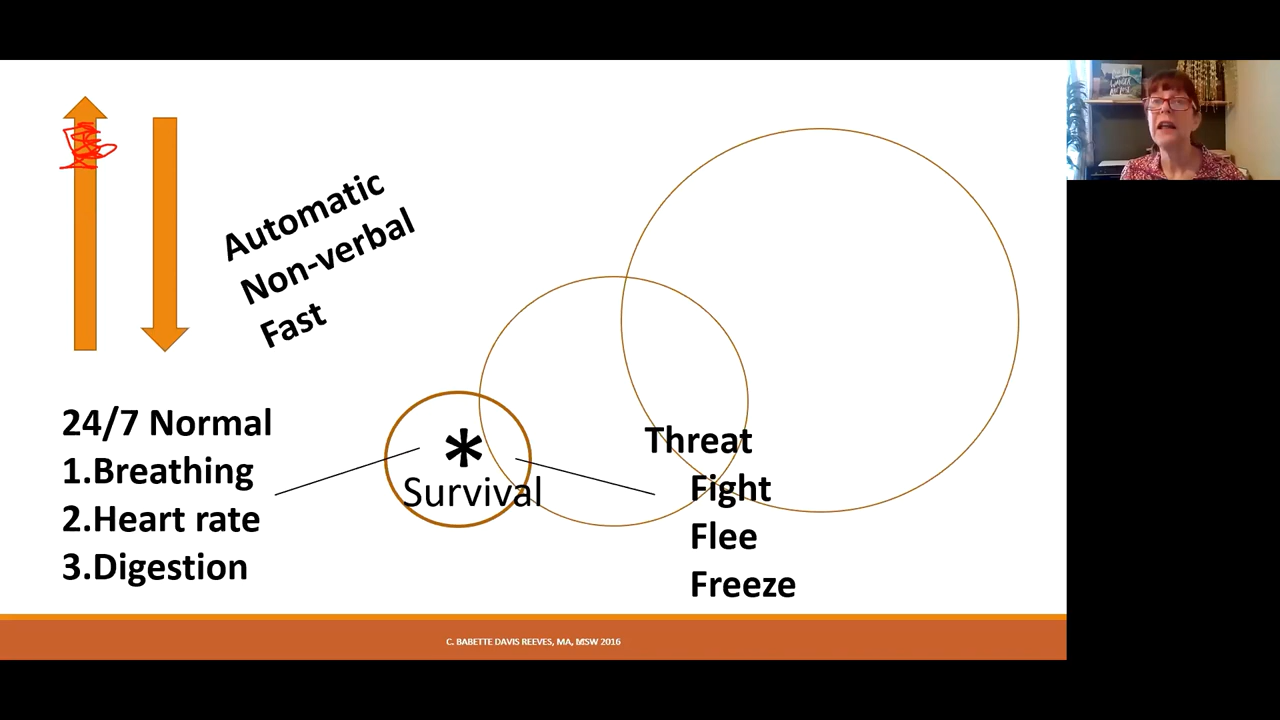 Automatic
Non-verbal
Fast
24/7 Normal
1.Breathing
2.Heart rate
3.Digestion
*
Survival
Threat
Fight
Flee
Freeze
C. BABETTE DAVIS REEVES, MA, MSW 2016